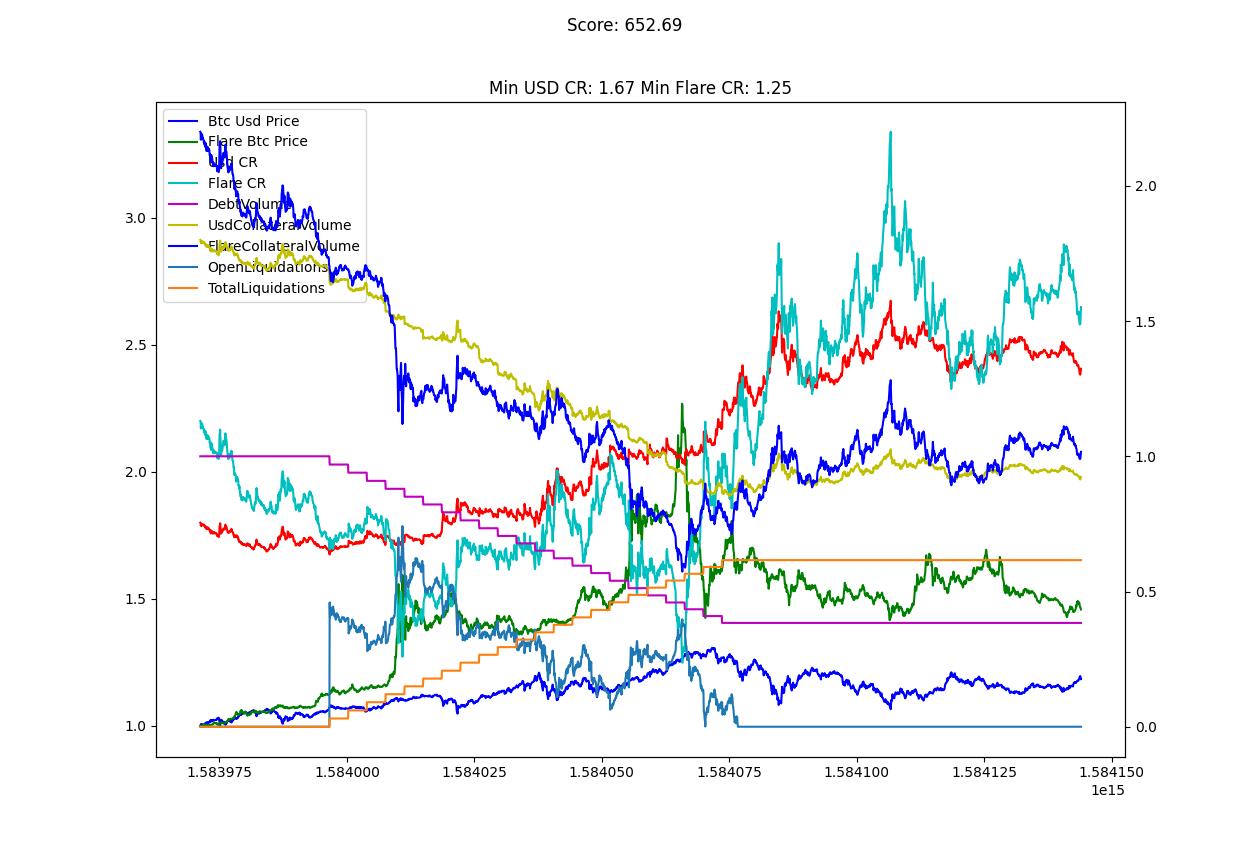 Score: 652.69
Min USD CR: 1.67 Min Flare CR: 1.25
Btc Usd Price
Flare Btc Price
Usd CR
Flare CR
DebtVolume
UsdCollateralVolume
FlareCollateralVolume
OpenLiquidations
TotalLiquidations
3.0
2.5
2.0
1.5
1.0
2.0
1.5
1.0
0.5
0.0
1.583975
1.584000
1.584025
1.584050
1.584075
1.584100
1.584125
1.584150
1e15